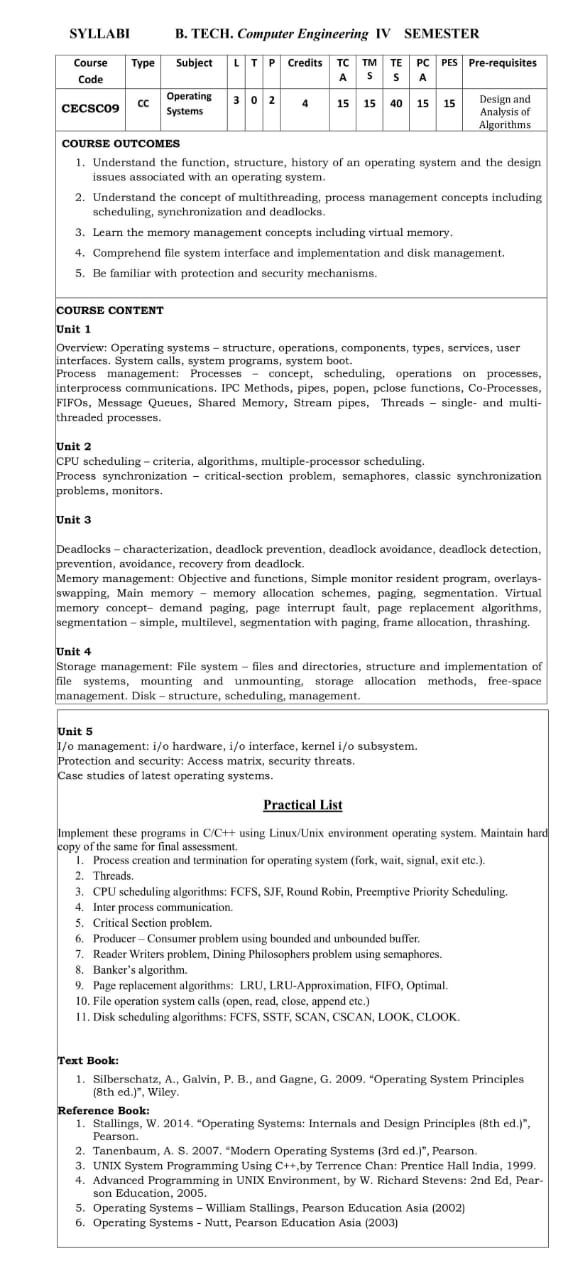 SYLLABI B. TECH. Computer Engineering IV SEMESTER
Course Code Type Subject L T P Credits TCA TMS TES PCA PES Pre-requisites
CECSC09 CC Operating Systems 3 0 2 4 15 15 40 15 15 Design and Analysis of Algorithms
COURSE OUTCOMES
1. Understand the function, structure, history of an operating system and the design
issues associated with an operating system.
2. Understand the concept of multithreading, process management concepts including
scheduling, synchronization and deadlocks.
3. Learn the memory management concepts including virtual memory.
4. Comprehend file system interface and implementation and disk management.
5. Be familiar with protection and security mechanisms.
COURSE CONTENT
Unit 1
Overview: Operating systems – structure, operations, components, types, services, user
interfaces. System calls, system programs, system boot.
Process management: Processes – concept, scheduling, operations on processes,
interprocess communications. IPC Methods, pipes, popen, pclose functions, Co-Processes,
FIFOs, Message Queues, Shared Memory, Stream pipes, Threads – single- and multi-
threaded processes.
Unit 2
CPU scheduling – criteria, algorithms, multiple-processor scheduling.
Process synchronization – critical-section problem, semaphores, classic synchronization
problems, monitors.
Unit 3
Deadlocks – characterization, deadlock prevention, deadlock avoidance, deadlock detection,
prevention, avoidance, recovery from deadlock.
Memory management: Objective and functions, Simple monitor resident program, overlays-
swapping, Main memory – memory allocation schemes, paging, segmentation. Virtual
memory concept– demand paging, page interrupt fault, page replacement algorithms,
segmentation – simple, multilevel, segmentation with paging, frame allocation, thrashing.
Unit 4
Storage management: File system – files and directories, structure and implementation of
file systems, mounting and unmounting, storage allocation methods, free-space
management. Disk – structure, scheduling, management.
Unit 5
I/o management: i/o hardware, i/o interface, kernel i/o subsystem.
Protection and security: Access matrix, security threats.
Case studies of latest operating systems.
Practical List
Implement these programs in C/C++ using Linux/Unix environment operating system. Maintain hard
copy of the same for final assessment.
1. Process creation and termination for operating system (fork, wait, signal, exit etc.).
2. Threads.
3. CPU scheduling algorithms: FCFS, SJF, Round Robin, Preemptive Priority Scheduling.
4. Inter process communication.
5. Critical Section problem.
6. Producer – Consumer problem using bounded and unbounded buffer.
7. Reader Writers problem, Dining Philosophers problem using semaphores.
8. Banker's algorithm.
9. Page replacement algorithms: LRU, LRU-Approximation, FIFO, Optimal.
10. File operation system calls (open, read, close, append etc.)
11. Disk scheduling algorithms: FCFS, SSTF, SCAN, CSCAN, LOOK, CLOOK.
Text Book:
1. Silberschatz, A., Galvin, P. B., and Gagne, G. 2009. “Operating System Principles
(8th ed.)”, Wiley.
Reference Book:
1. Stallings, W. 2014. “Operating Systems: Internals and Design Principles (8th ed.)”,
Pearson.
2. Tanenbaum, A. S. 2007. “Modern Operating Systems (3rd ed.)”, Pearson.
3. UNIX System Programming Using C++,by Terrence Chan: Prentice Hall India, 1999.
4. Advanced Programming in UNIX Environment, by W. Richard Stevens: 2nd Ed, Pear-
son Education, 2005.
5. Operating Systems – William Stallings, Pearson Education Asia (2002)
6. Operating Systems - Nutt, Pearson Education Asia (2003)